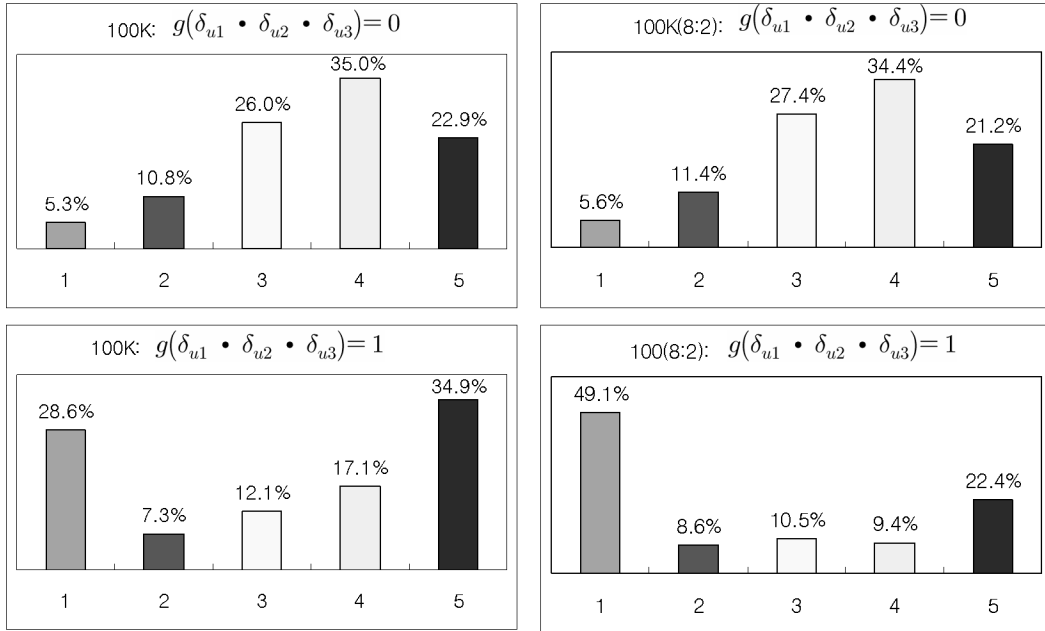 100K: g(δu1 • δu2 • δu3)=0
35.0%
26.0%
22.9%
10.8%
5.3%
1 2 3 4 5
100K(8:2): g(δu1 • δu2 • δu3)=0
34.4%
27.4%
21.2%
11.4%
5.6%
1 2 3 4 5
100K: g(δu1 • δu2 • δu3)=1
34.9%
28.6%
17.1%
12.1%
7.3%
1 2 3 4 5
100(8:2): g(δu1 • δu2 • δu3)=1
49.1%
22.4%
8.6% 10.5% 9.4%
1 2 3 4 5